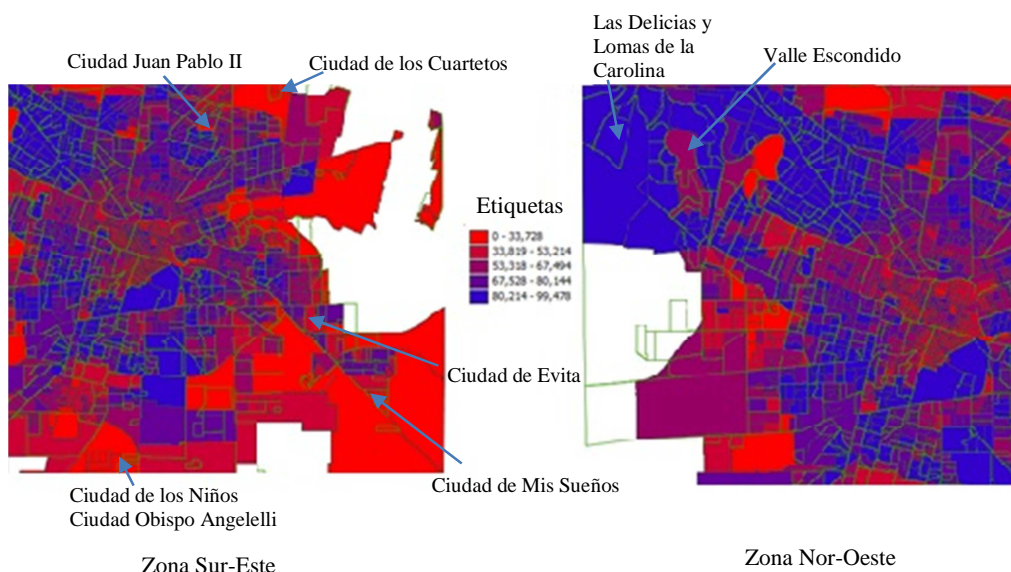 Las Delicias y
Lomas de la
Carolina
Valle Escondido
Ciudad Juan Pablo II
Ciudad de los Cuartetos
Etiquetas
0 - 33,728
33,819 - 53,214
53,318 - 67,494
67,528 - 80,144
80,214 - 99,478
Ciudad de Evita
Ciudad de Mis Sueños
Ciudad de los Niños
Ciudad Obispo Angelelli
Zona Sur-Este
Zona Nor-Oeste